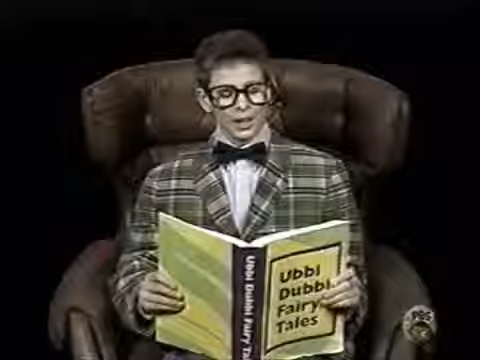 Ubbi Dubbi Fairy Ta
Ubbi
Dubbi
Fairy
Tales
PBS